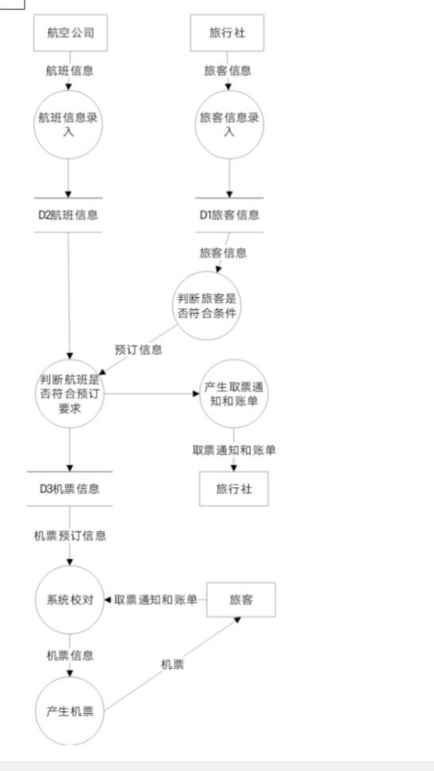 航空公司
旅行社
航班信息
旅客信息
航班信息录
入
旅客信息录
入
D2航班信息
D1旅客信息
旅客信息
判断旅客是
否符合条件
预订信息
判断航班是
否符合预订
要求
产生取票通
知和账单
取票通知和账单
D3机票信息
旅行社
机票预订信息
系统校对
取票通知和账单
旅客
机票信息
机票
产生机票